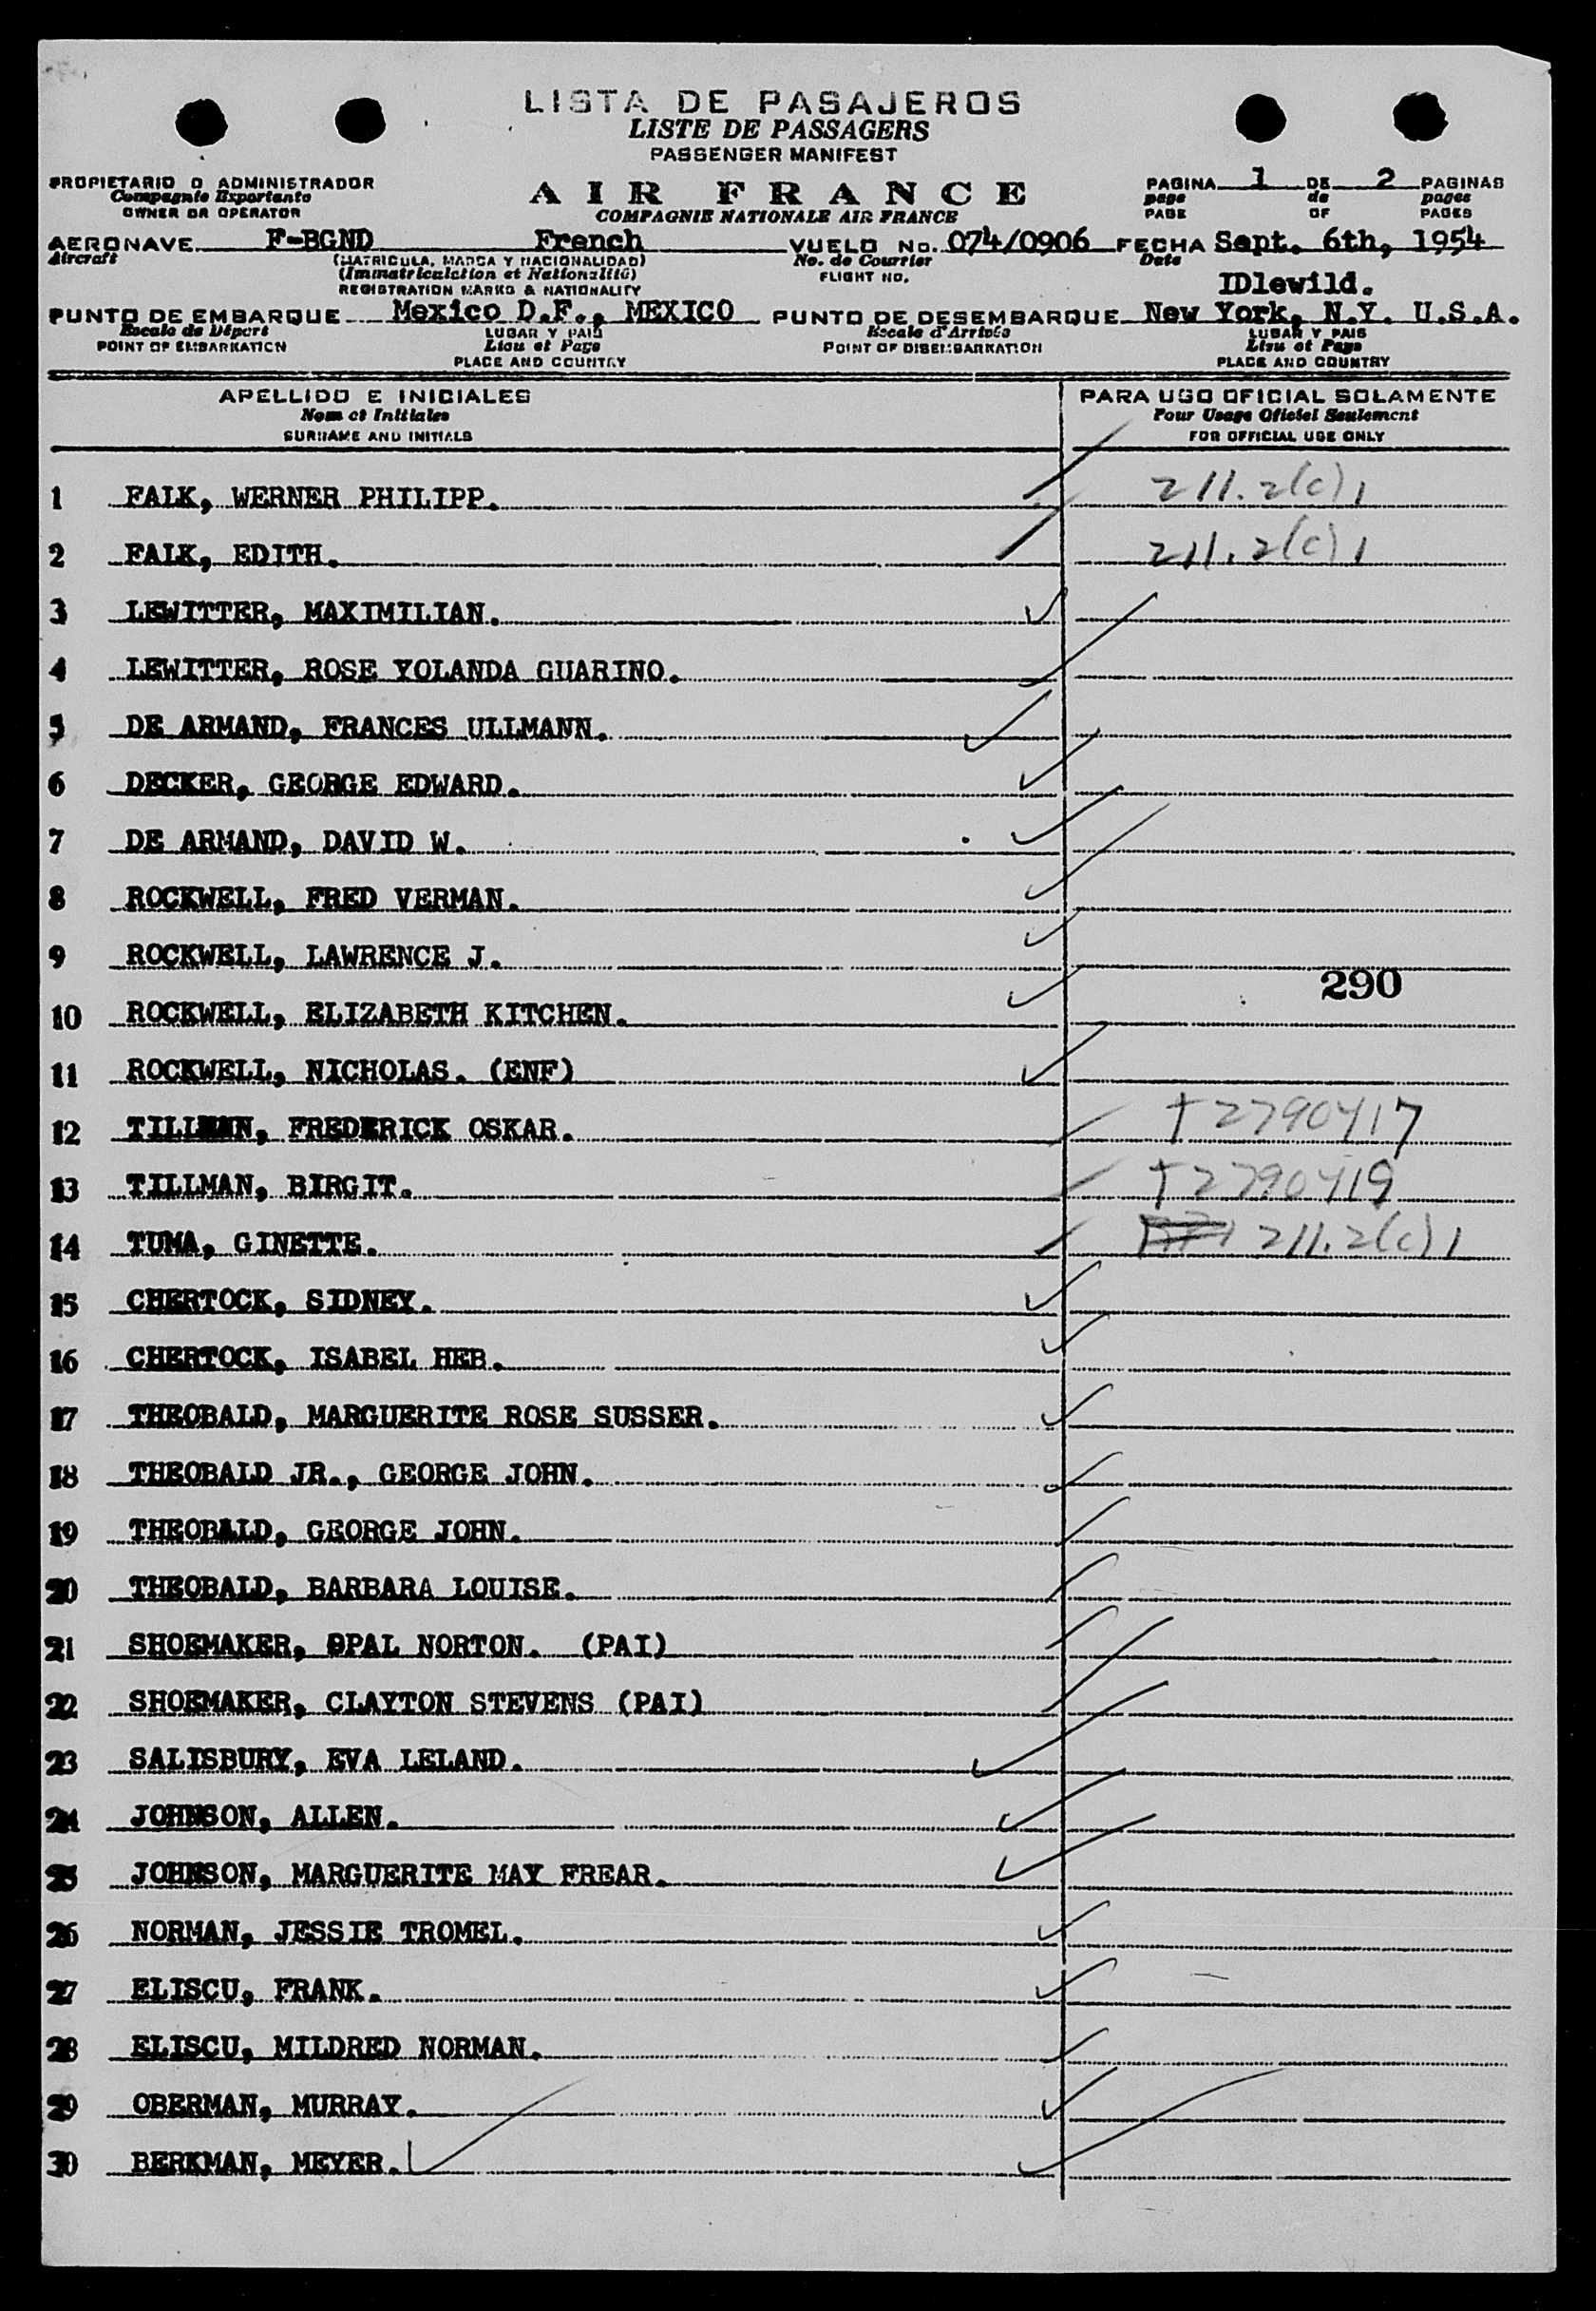 LISTA DE PASAJEROS
LISTE DE PASSAGERS
PASSENGER MANIFEST
PROPIETARIO O ADMINISTRADOR
Compagnie Exportante
OWNER OR OPERATOR
AIR FRANCE
COMPAGNIE NATIONALE AIR FRANCE
PAGINA 1 DE 2 PAGINAS
page de pages
PAGE OF PAGES
AERONAVE F-BGND French VUELO No. 074/0906 FECHA Sept. 6th, 1954
Aircraft (MATRICULA, MARCA Y NACIONALIDAD) No. de Courrier Date
(Immatriculation et Nationalité) FLIGHT NO.
REGISTRATION MARKS & NATIONALITY
IDlewild.
PUNTO DE EMBARQUE Mexico D.F., MEXICO PUNTO DE DESEMBARQUE New York, N.Y. U.S.A.
Escale de Départ LUGAR Y PAIS Escale d'Arrivée LUGAR Y PAIS
POINT OF EMBARKATION Lieu et Pays POINT OF DISEMBARKATION Lieu et Pays
PLACE AND COUNTRY PLACE AND COUNTRY
APELLIDO E INICIALES PARA USO OFICIAL SOLAMENTE
Nom et Initiales Pour Usage Oficiel Seulement
SURNAME AND INITIALS FOR OFFICIAL USE ONLY
1 FALK, WERNER PHILIPP. 211.2(c)1
2 FALK, EDITH. 211.2(c)1
3 LEWITTER, MAXIMILIAN.
4 LEWITTER, ROSE YOLANDA GUARINO.
5 DE ARMAND, FRANCES ULLMANN.
6 DECKER, GEORGE EDWARD.
7 DE ARMAND, DAVID W.
8 ROCKWELL, FRED VERMAN.
9 ROCKWELL, LAWRENCE J.
290
10 ROCKWELL, ELIZABETH KITCHEN.
11 ROCKWELL, NICHOLAS. (ENF)
12 TILLMAN, FREDERICK OSKAR. T2790417
13 TILLMAN, BIRGIT. T2790419
14 TUMA, GINETTE. 211.2(c)1
15 CHERTOCK, SIDNEY.
16 CHERTOCK, ISABEL HEB.
17 THEOBALD, MARGUERITE ROSE SUSSER.
18 THEOBALD JR., GEORGE JOHN.
19 THEOBALD, GEORGE JOHN.
20 THEOBALD, BARBARA LOUISE.
21 SHOEMAKER, OPAL NORTON. (PAI)
22 SHOEMAKER, CLAYTON STEVENS (PAI)
23 SALISBURY, EVA LELAND.
24 JOHNSON, ALLEN.
25 JOHNSON, MARGUERITE MAY FREAR.
26 NORMAN, JESSIE TROMEL.
27 ELISCU, FRANK.
28 ELISCU, MILDRED NORMAN.
29 OBERMAN, MURRAY.
30 BERKMAN, MEYER.